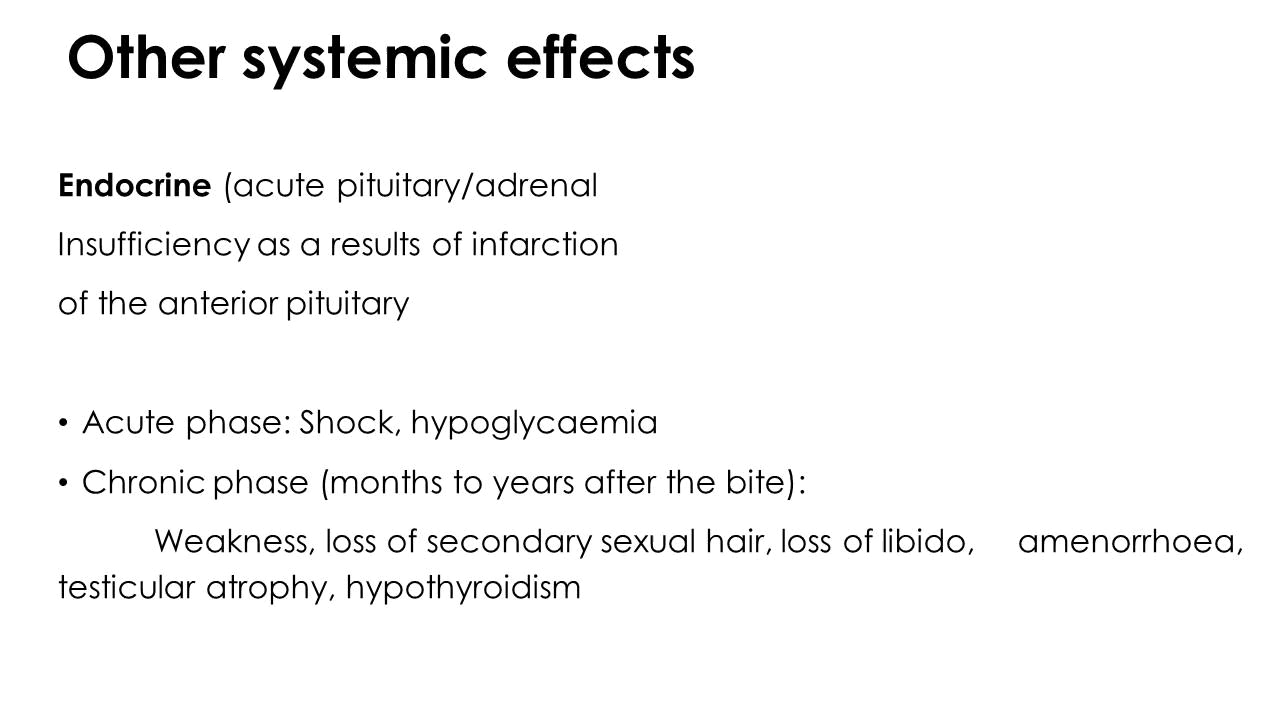 Other systemic effects
Endocrine (acute pituitary/adrenal
Insufficiency as a results of infarction
of the anterior pituitary
• Acute phase: Shock, hypoglycaemia
• Chronic phase (months to years after the bite):
Weakness, loss of secondary sexual hair, loss of libido, amenorrhoea,
testicular atrophy, hypothyroidism